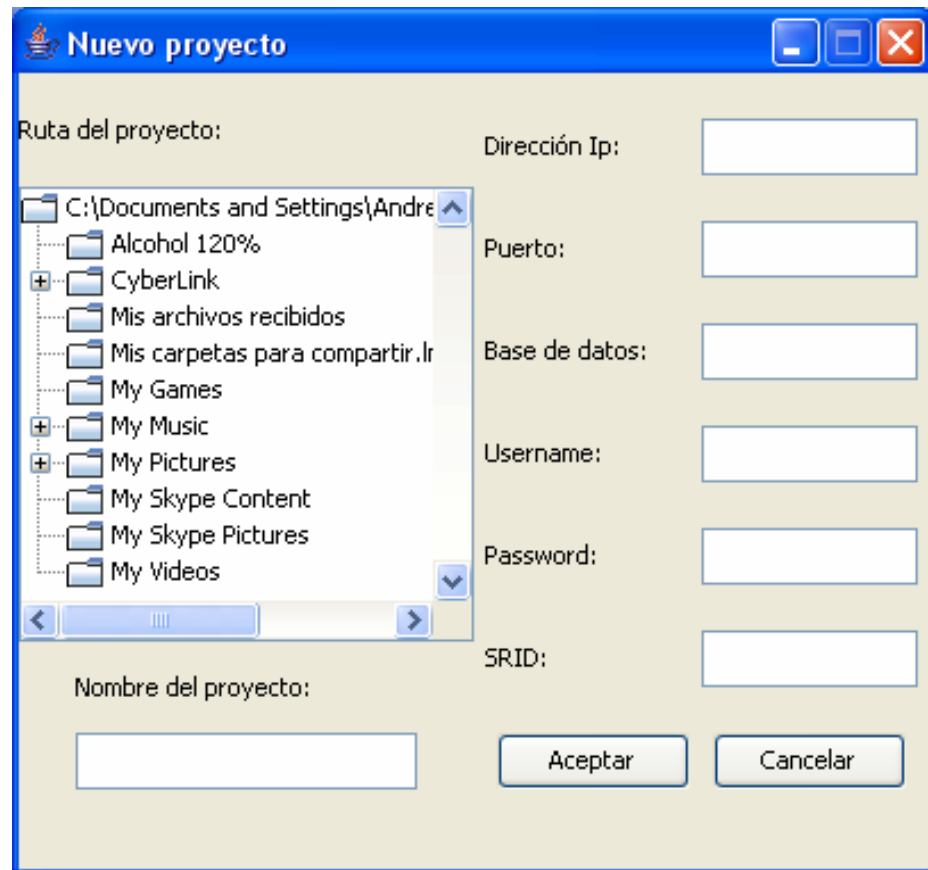 Nuevo proyecto
Ruta del proyecto:
C:\Documents and Settings\Andre
Alcohol 120%
CyberLink
Mis archivos recibidos
Mis carpetas para compartir.lr
My Games
My Music
My Pictures
My Skype Content
My Skype Pictures
My Videos
Nombre del proyecto:
Dirección Ip:
Puerto:
Base de datos:
Username:
Password:
SRID:
Aceptar
Cancelar